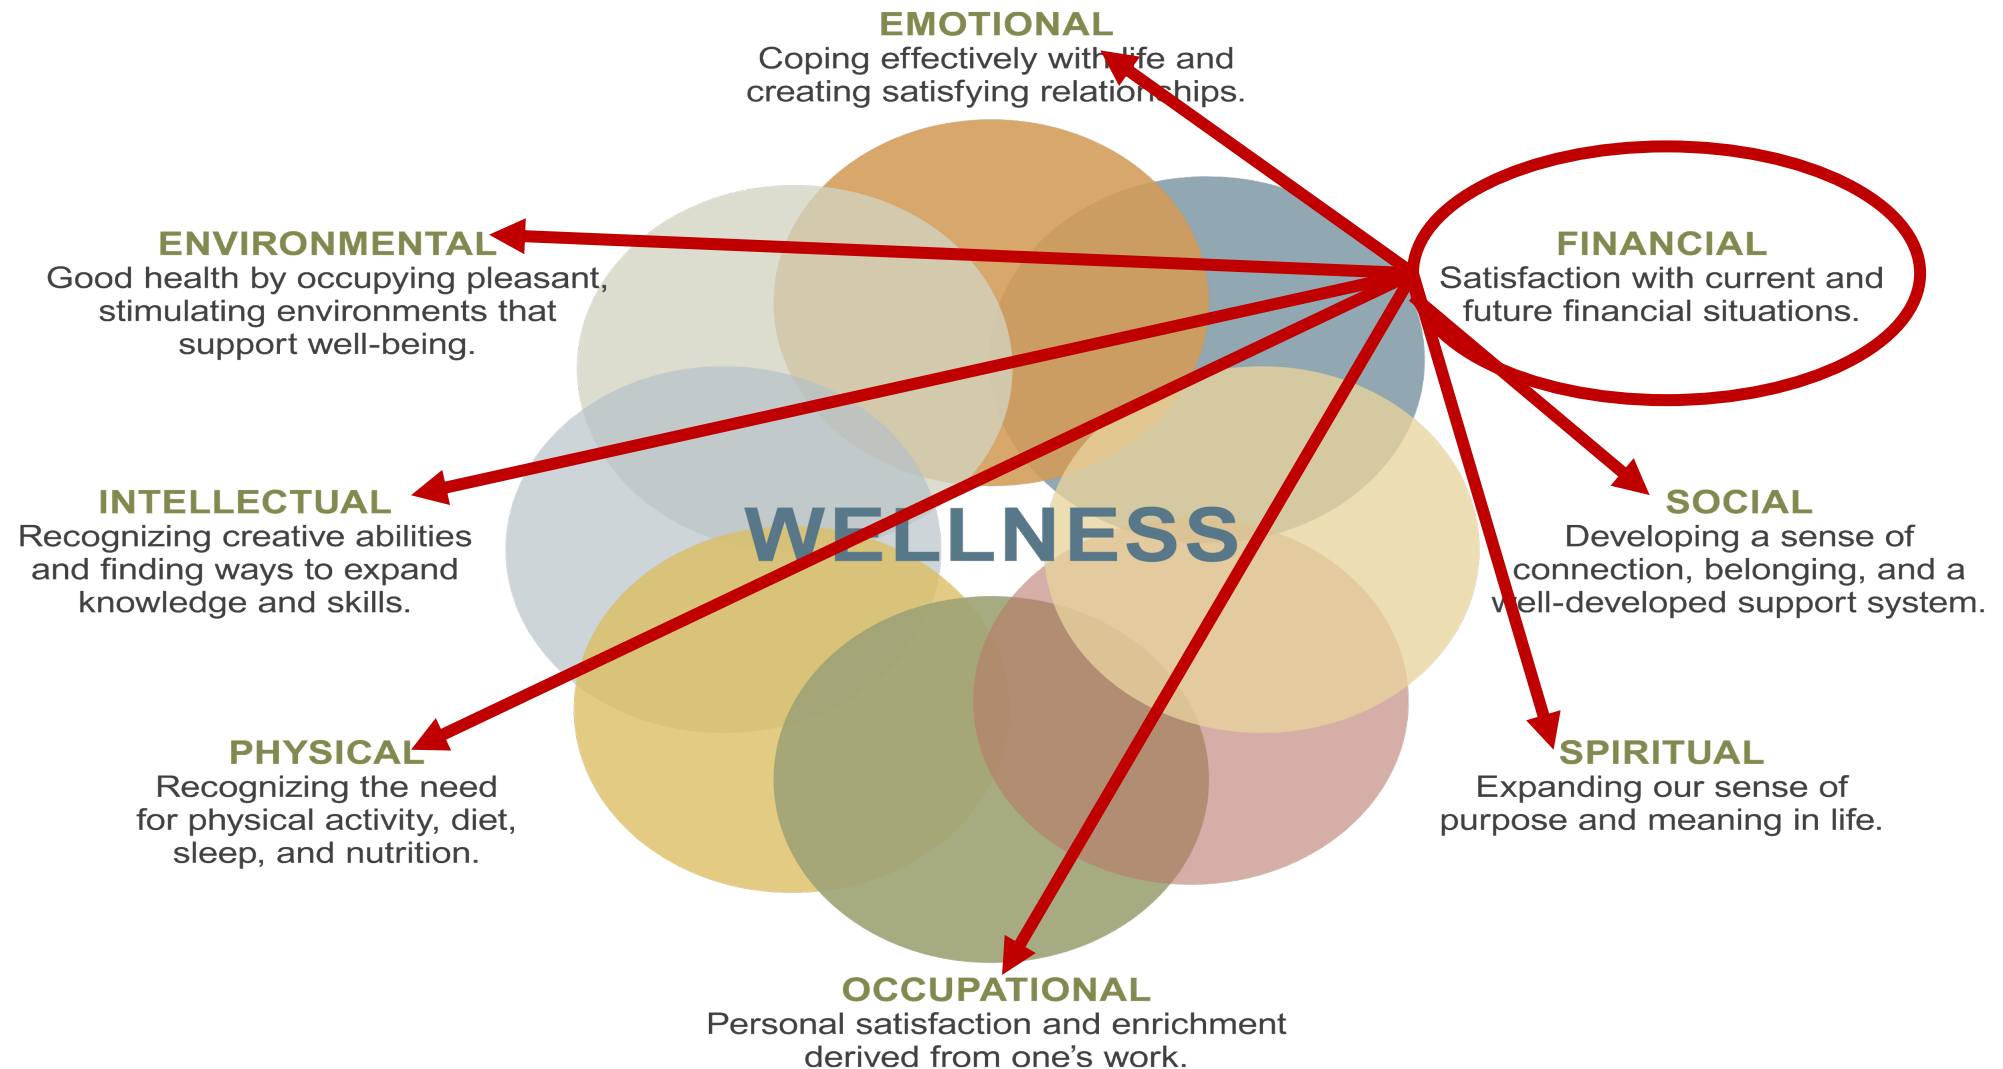 EMOTIONAL
Coping effectively with life and
creating satisfying relationships.
FINANCIAL
Satisfaction with current and
future financial situations.
ENVIRONMENTAL
Good health by occupying pleasant,
stimulating environments that
support well-being.
WELLNESS
INTELLECTUAL
Recognizing creative abilities
and finding ways to expand
knowledge and skills.
SOCIAL
Developing a sense of
connection, belonging, and a
well-developed support system.
PHYSICAL
Recognizing the need
for physical activity, diet,
sleep, and nutrition.
SPIRITUAL
Expanding our sense of
purpose and meaning in life.
OCCUPATIONAL
Personal satisfaction and enrichment
derived from one’s work.